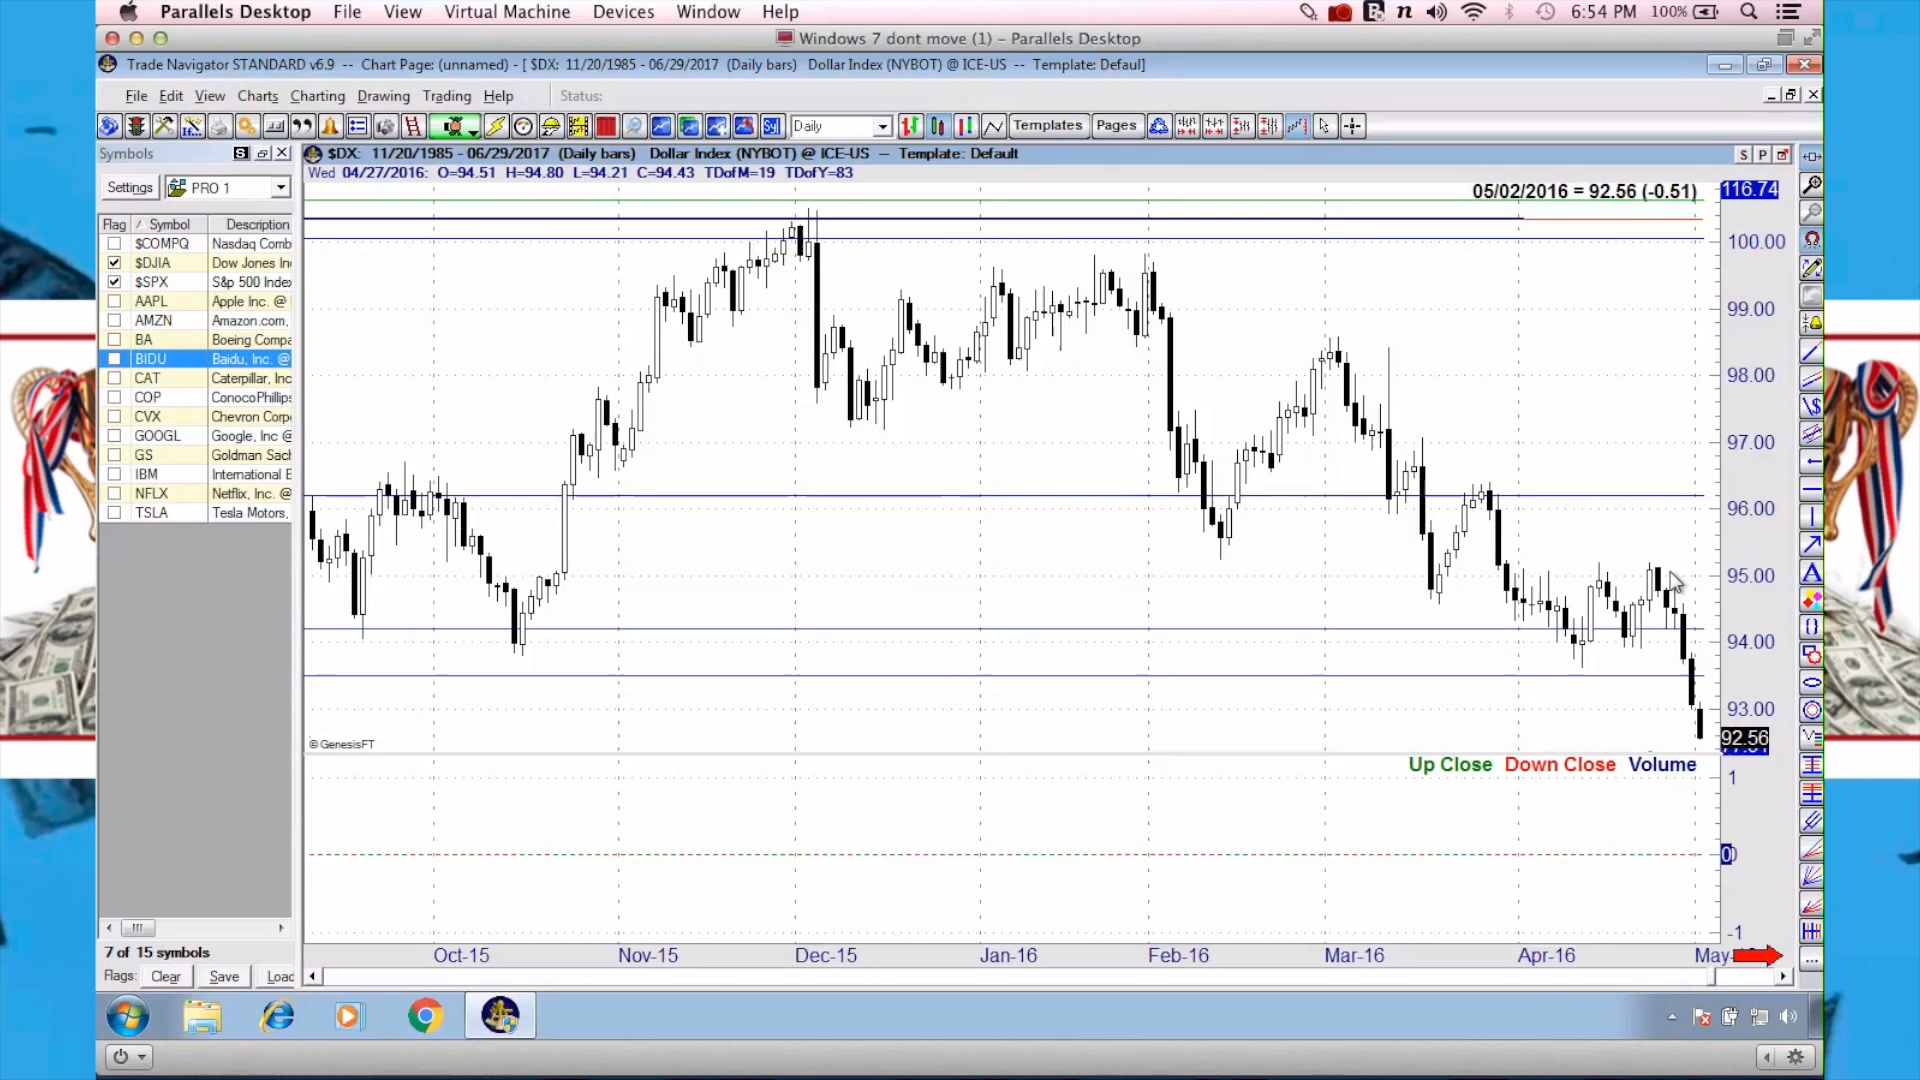 Parallels Desktop File View Virtual Machine Devices Window Help 6:54 PM 100%
Windows 7 dont move (1) – Parallels Desktop
Trade Navigator STANDARD v6.9 -- Chart Page: (unnamed) - [ $DX: 11/20/1985 - 06/29/2017 (Daily bars) Dollar Index (NYBOT) @ ICE-US -- Template: Defaul]
File Edit View Charts Charting Drawing Trading Help Status:
Daily Templates Pages
Symbols
$DX: 11/20/1985 - 06/29/2017 (Daily bars) Dollar Index (NYBOT) @ ICE-US — Template: Default S P
Wed 04/27/2016: O=94.51 H=94.80 L=94.21 C=94.43 TDofM=19 TDofY=83
Settings PRO 1
05/02/2016 = 92.56 (-0.51)
116.74
Flag Symbol Description
$COMPQ Nasdaq Comb
$DJIA Dow Jones In
$SPX S&p 500 Index
AAPL Apple Inc. @
AMZN Amazon.com,
BA Boeing Compa
BIDU Baidu, Inc. @
CAT Caterpillar, Inc
COP ConocoPhillips
CVX Chevron Corp
GOOGL Google, Inc @
GS Goldman Sach
IBM International B
NFLX Netflix, Inc. @
TSLA Tesla Motors,
100.00
99.00
98.00
97.00
96.00
95.00
94.00
93.00
92.56
© GenesisFT
Up Close Down Close Volume
1
0
-1
Oct-15 Nov-15 Dec-15 Jan-16 Feb-16 Mar-16 Apr-16 May-
7 of 15 symbols
Flags: Clear Save Load